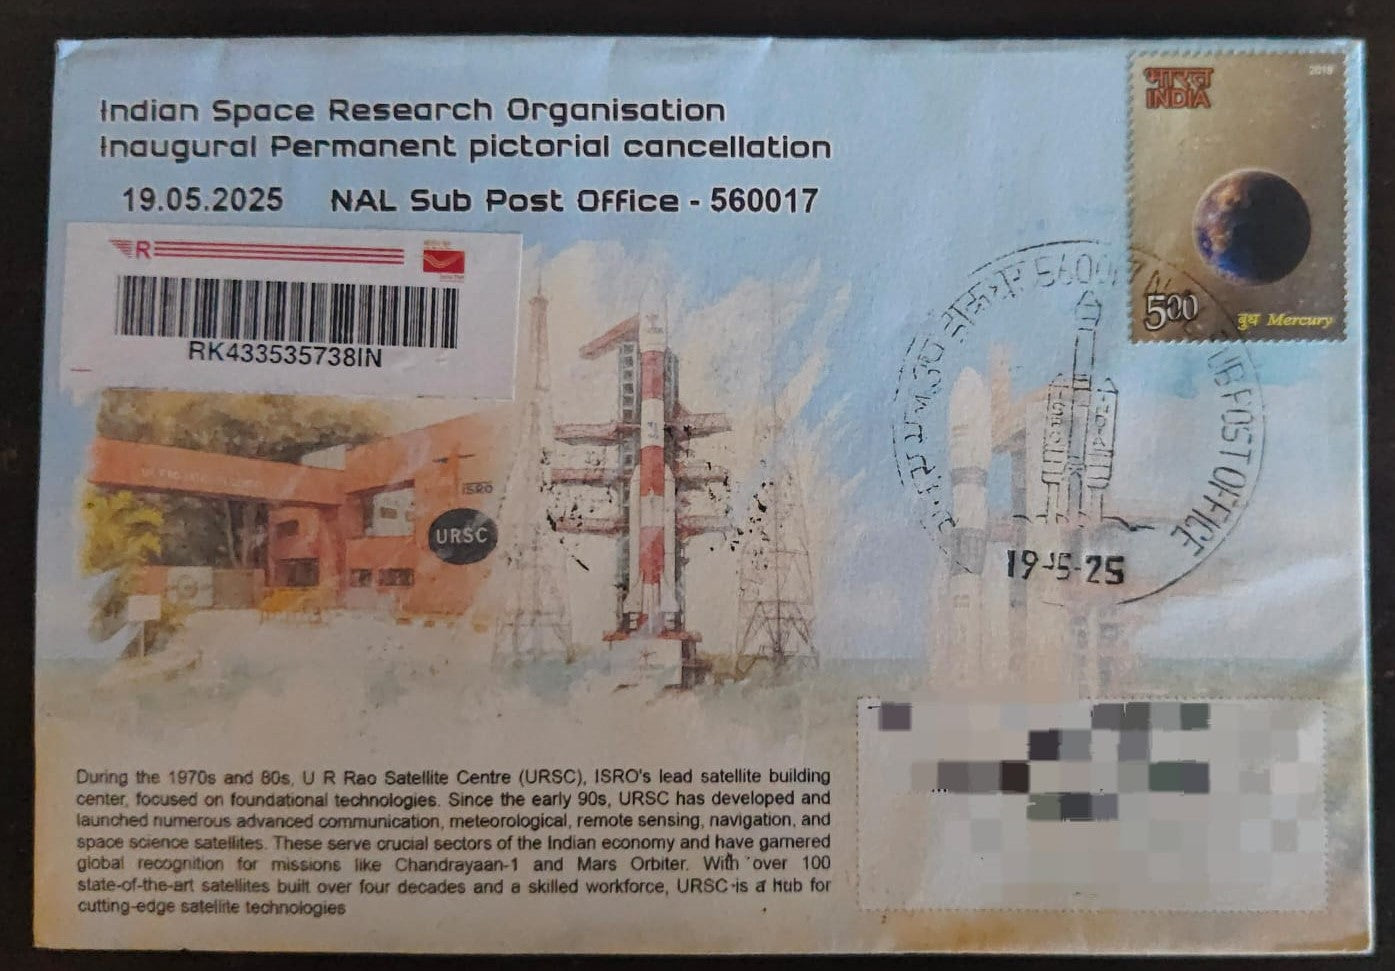 Indian Space Research Organisation
Inaugural Permanent pictorial cancellation
19.05.2025 NAL Sub Post Office - 560017
भारत
INDIA
2018
500
बुध Mercury
R
RK433535738IN
560017 NAL SUB POST OFFICE
19-5-25
ISRO
URSC
During the 1970s and 80s, U R Rao Satellite Centre (URSC), ISRO's lead satellite building
center, focused on foundational technologies. Since the early 90s, URSC has developed and
launched numerous advanced communication, meteorological, remote sensing, navigation, and
space science satellites. These serve crucial sectors of the Indian economy and have garnered
global recognition for missions like Chandrayaan-1 and Mars Orbiter. With over 100
state-of-the-art satellites built over four decades and a skilled workforce, URSC is a hub for
cutting-edge satellite technologies